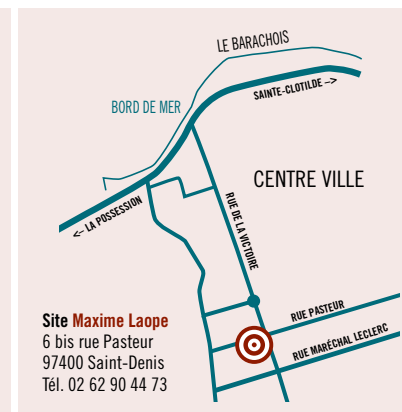 LE BARACHOIS
SAINTE-CLOTILDE –>
BORD DE MER
CENTRE VILLE
<– LA POSSESSION
RUE DE LA VICTOIRE
RUE PASTEUR
RUE MARÉCHAL LECLERC
Site Maxime Laope
6 bis rue Pasteur
97400 Saint-Denis
Tél. 02 62 90 44 73